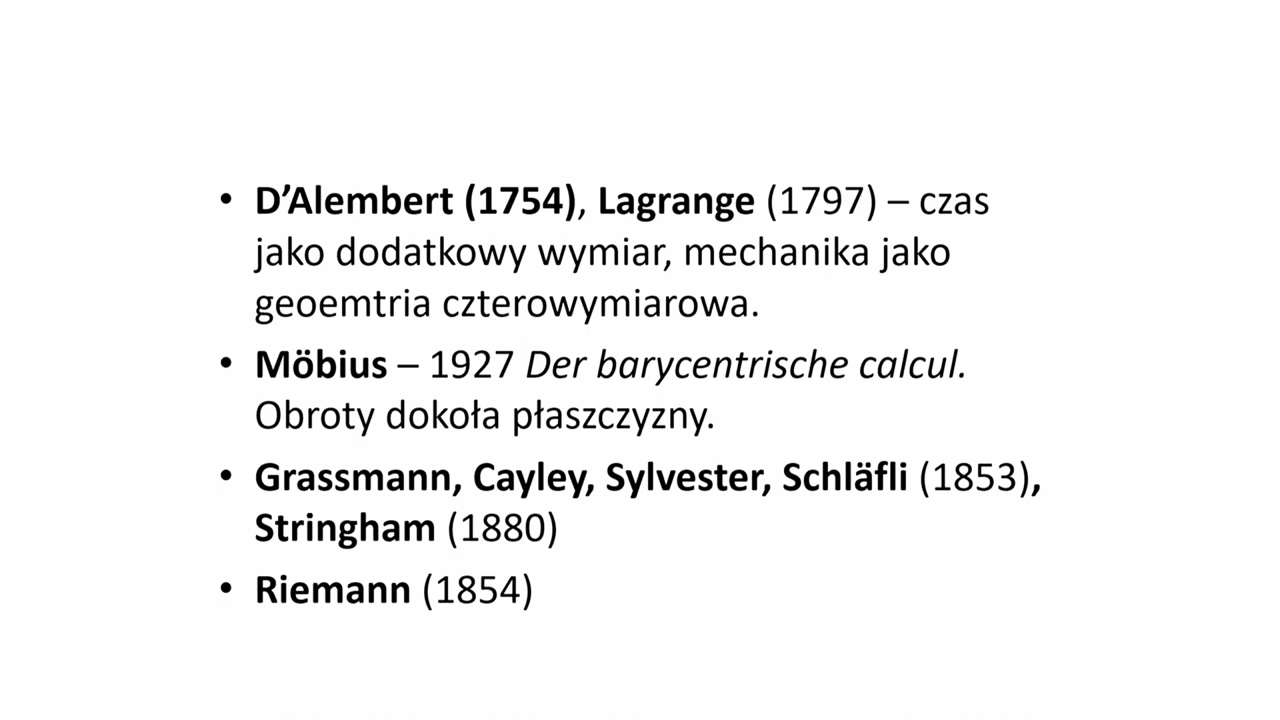 • D’Alembert (1754), Lagrange (1797) – czas
jako dodatkowy wymiar, mechanika jako
geoemtria czterowymiarowa.
• Möbius – 1927 Der barycentrische calcul.
Obroty dokoła płaszczyzny.
• Grassmann, Cayley, Sylvester, Schläfli (1853),
Stringham (1880)
• Riemann (1854)